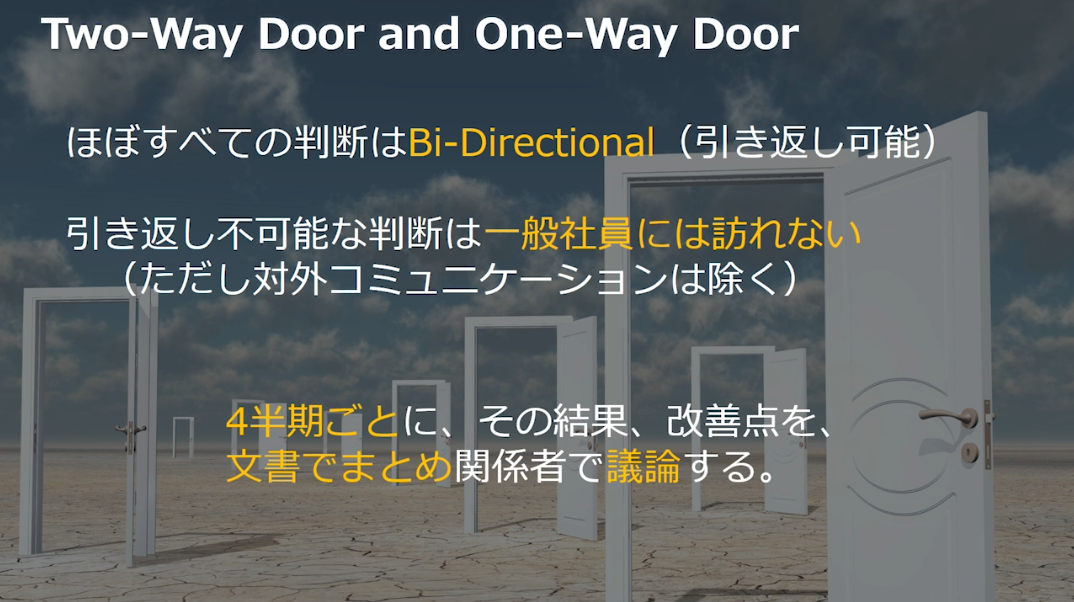 Two-Way Door and One-Way Door
ほぼすべての判断はBi-Directional（引き返し可能）
引き返し不可能な判断は一般社員には訪れない
（ただし対外コミュニケーションは除く）
4半期ごとに、その結果、改善点を、
文書でまとめ関係者で議論する。